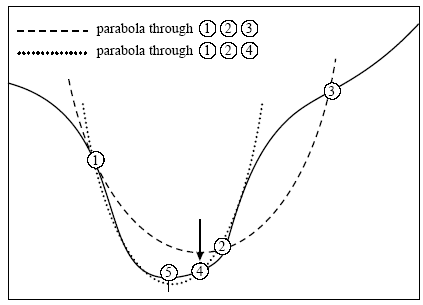 parabola through ① ② ③
parabola through ① ② ④
③
①
②
⑤ ④